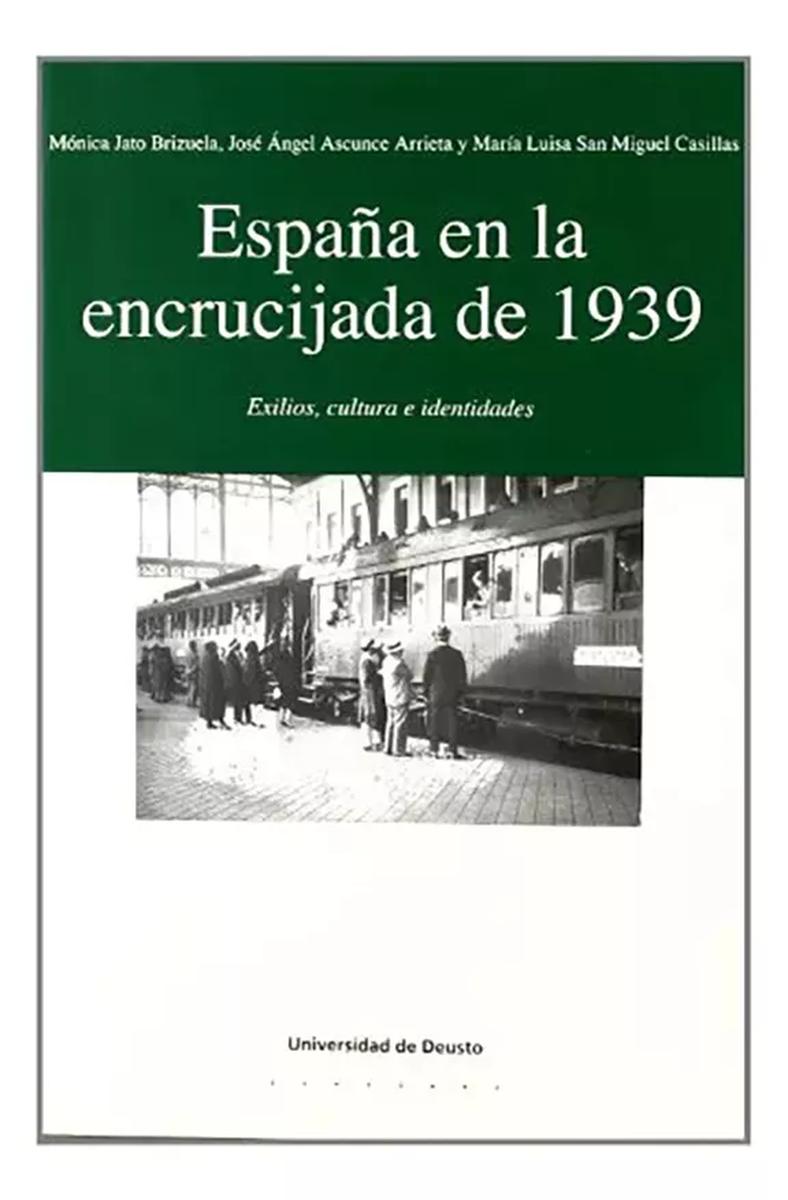 Mónica Jato Brizuela, José Ángel Ascunce Arrieta y María Luisa San Miguel Casillas
España en la
encrucijada de 1939
Exilios, cultura e identidades
Universidad de Deusto